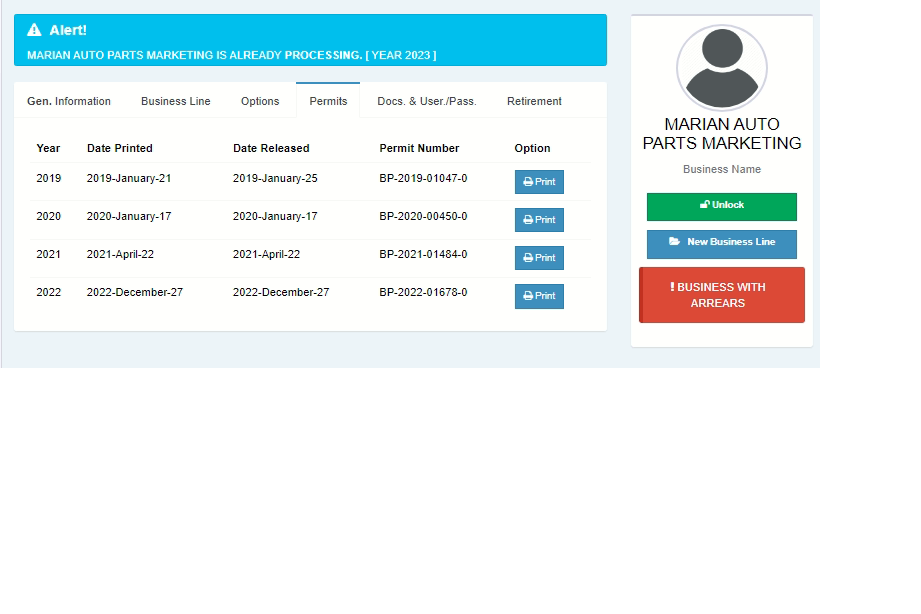 Alert!
MARIAN AUTO PARTS MARKETING IS ALREADY PROCESSING. [ YEAR 2023 ]
Gen. Information Business Line Options Permits Docs. & User./Pass. Retirement
Year Date Printed Date Released Permit Number Option
2019 2019-January-21 2019-January-25 BP-2019-01047-0 Print
2020 2020-January-17 2020-January-17 BP-2020-00450-0 Print
2021 2021-April-22 2021-April-22 BP-2021-01484-0 Print
2022 2022-December-27 2022-December-27 BP-2022-01678-0 Print
MARIAN AUTO
PARTS MARKETING
Business Name
Unlock
New Business Line
! BUSINESS WITH
ARREARS